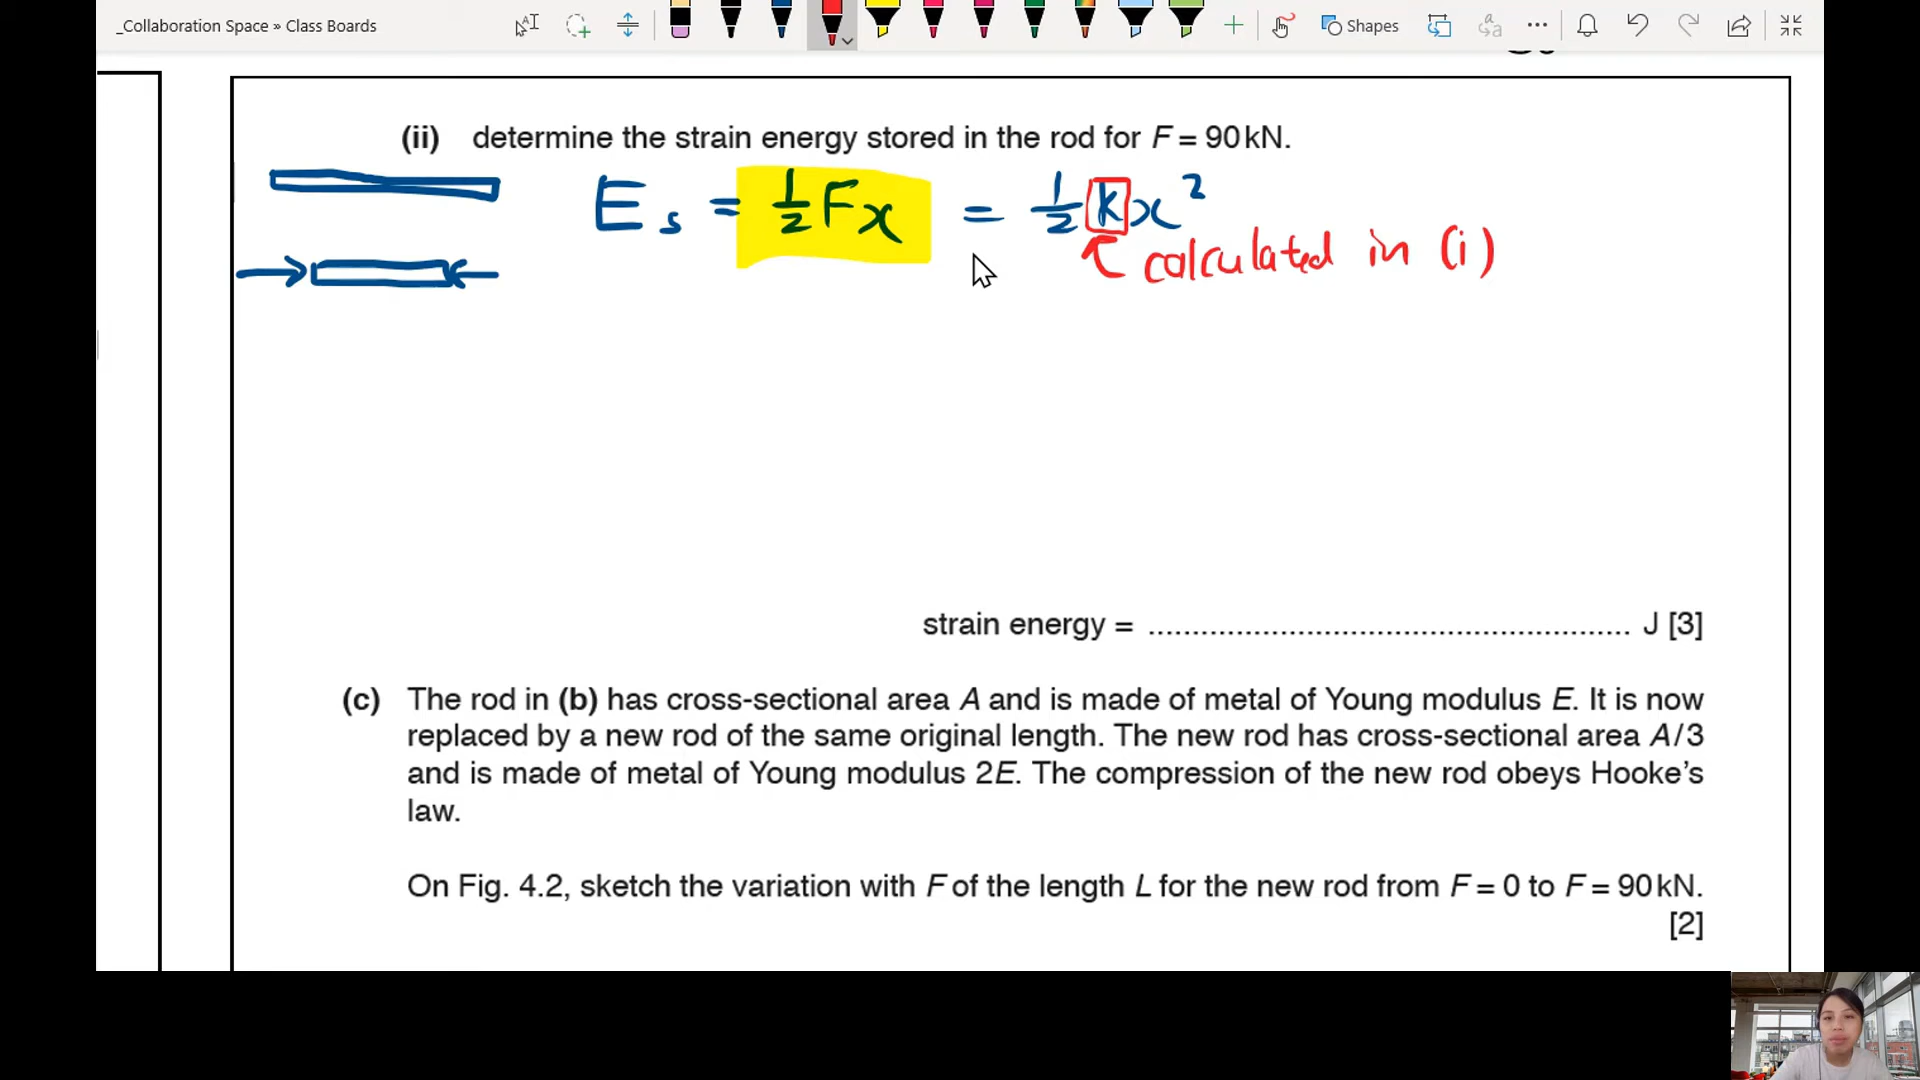 _Collaboration Space » Class Boards
Shapes
(ii) determine the strain energy stored in the rod for F = 90 kN.
E s = ½ F x = ½ k x²
calculated in (i)
strain energy = ...................................................... J [3]
(c) The rod in (b) has cross-sectional area A and is made of metal of Young modulus E. It is now
replaced by a new rod of the same original length. The new rod has cross-sectional area A/3
and is made of metal of Young modulus 2E. The compression of the new rod obeys Hooke's
law.
On Fig. 4.2, sketch the variation with F of the length L for the new rod from F = 0 to F = 90 kN.
[2]